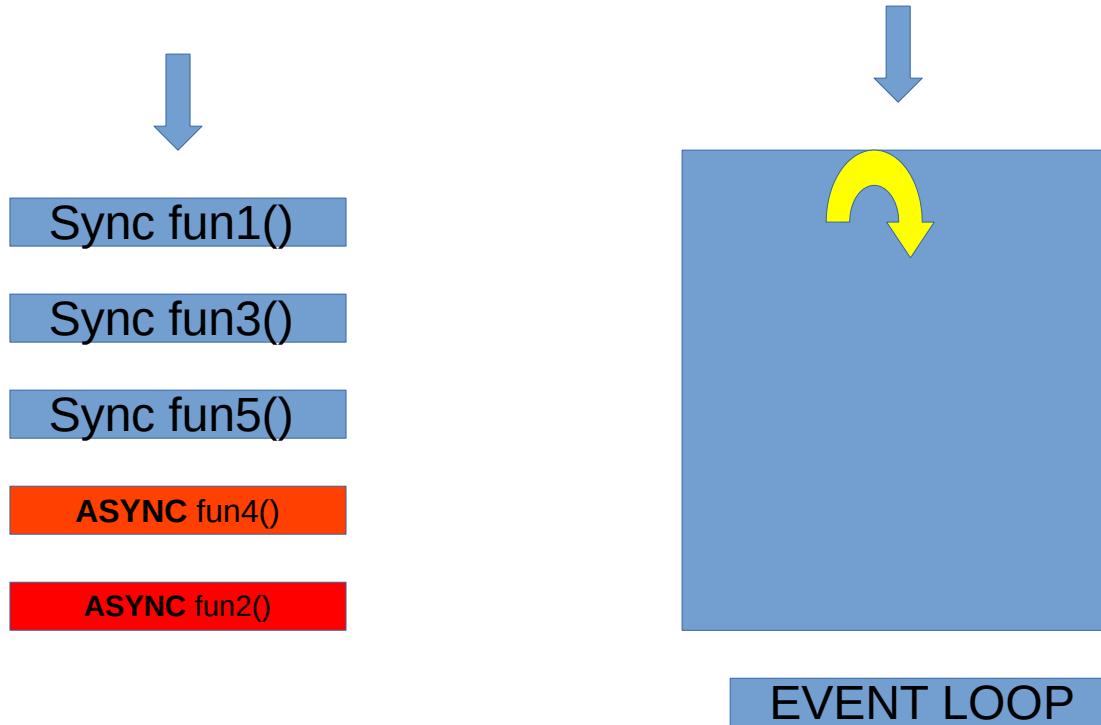 Sync fun1()
Sync fun3()
Sync fun5()
ASYNC fun4()
ASYNC fun2()
EVENT LOOP